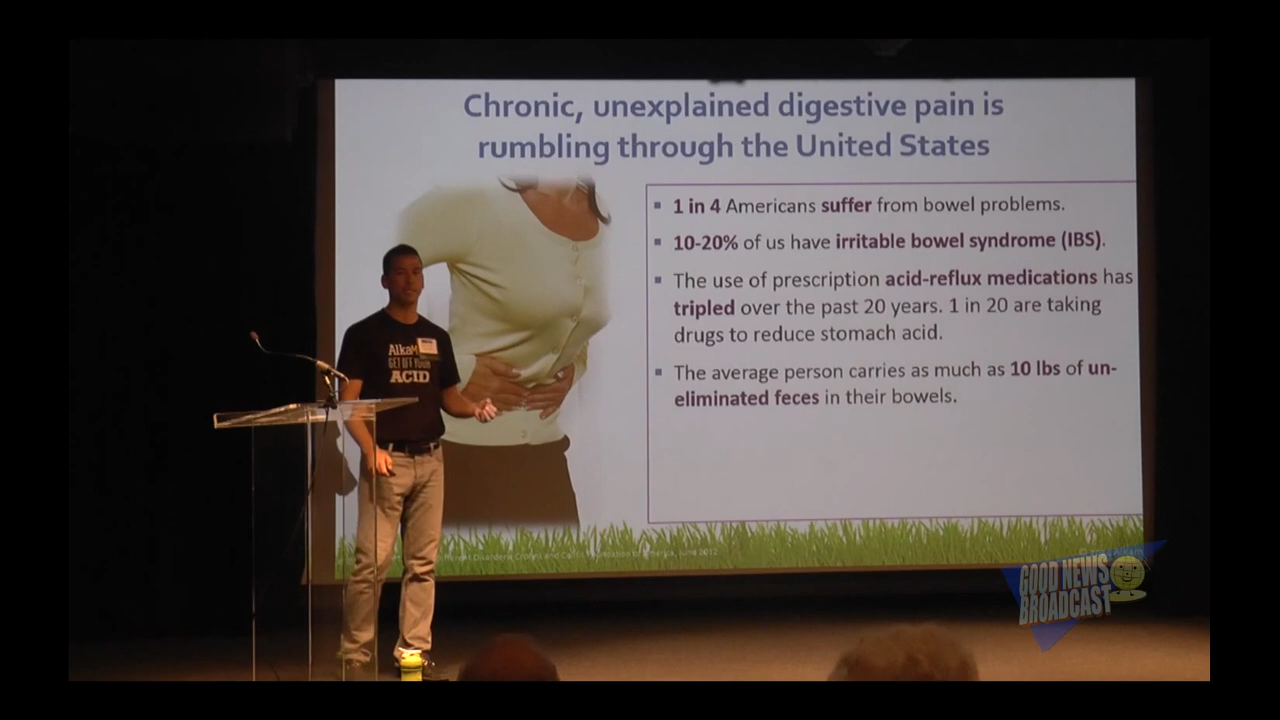 Chronic, unexplained digestive pain is
rumbling through the United States
1 in 4 Americans suffer from bowel problems.
10-20% of us have irritable bowel syndrome (IBS).
The use of prescription acid-reflux medications has
tripled over the past 20 years. 1 in 20 are taking
drugs to reduce stomach acid.
The average person carries as much as 10 lbs of un-
eliminated feces in their bowels.
GET OFF YOUR
ACID
America, June 2012
GOOD NEWS
BROADCAST